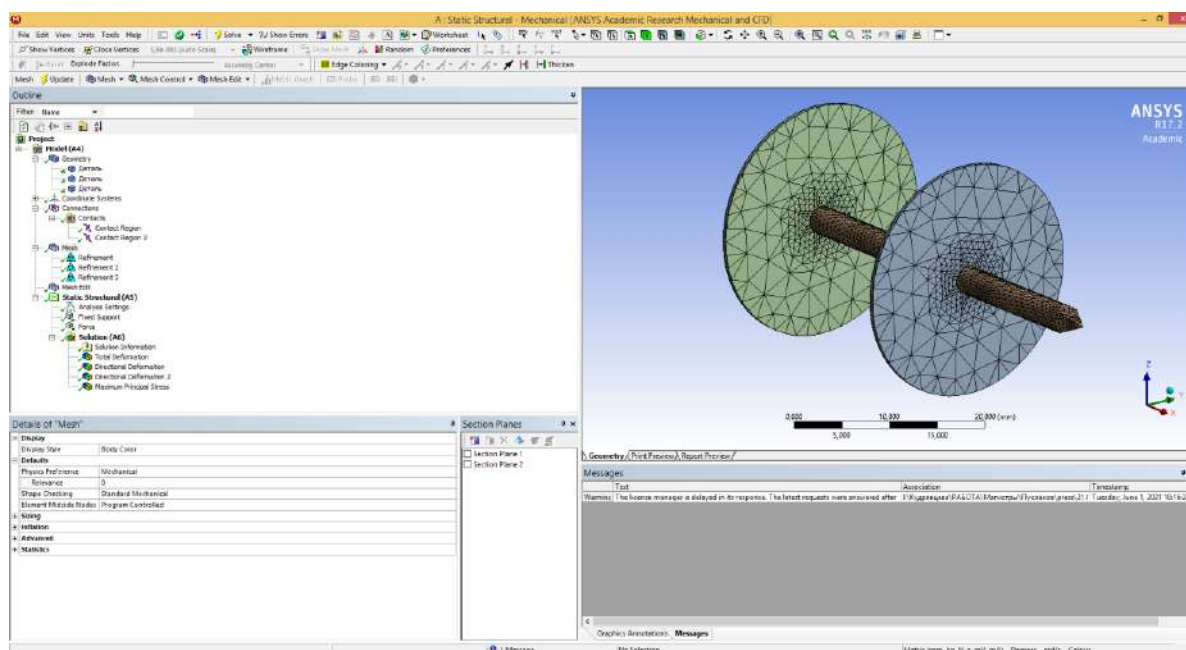 A : Static Structural - Mechanical [ANSYS Academic Research Mechanical and CFD]
File Edit View Units Tools Help Solve Show Errors Worksheet
Show Vertices Close Vertices Wireframe Show Mesh Random Preferences
Explode Factor: Assembly Center Edge Coloring Thicken
Mesh Update Mesh Mesh Control Mesh Edit Metric Graph
Outline
Filter: Name
Project
Model (A4)
Geometry
Деталь
Деталь
Деталь
Coordinate Systems
Connections
Contacts
Contact Region
Contact Region 2
Mesh
Refinement
Refinement 2
Refinement 3
Mesh Edit
Static Structural (A5)
Analysis Settings
Fixed Support
Force
Solution (A6)
Solution Information
Total Deformation
Directional Deformation
Directional Deformation 2
Maximum Principal Stress
ANSYS
R17.2
Academic
Z
Y
X
0,000 10,000 20,000 (mm)
5,000 15,000
Geometry Print Preview Report Preview
Details of "Mesh"
Display
Display Style Body Color
Defaults
Physics Preference Mechanical
Relevance 0
Shape Checking Standard Mechanical
Element Midside Nodes Program Controlled
Sizing
Inflation
Advanced
Statistics
Section Planes
Section Plane 1
Section Plane 2
Messages
Text Association Timestamp
Warning The license manager is delayed in its response. The latest requests were answered after Tuesday, June 1, 2021
Graphics Annotations Messages
1 Message No Selection